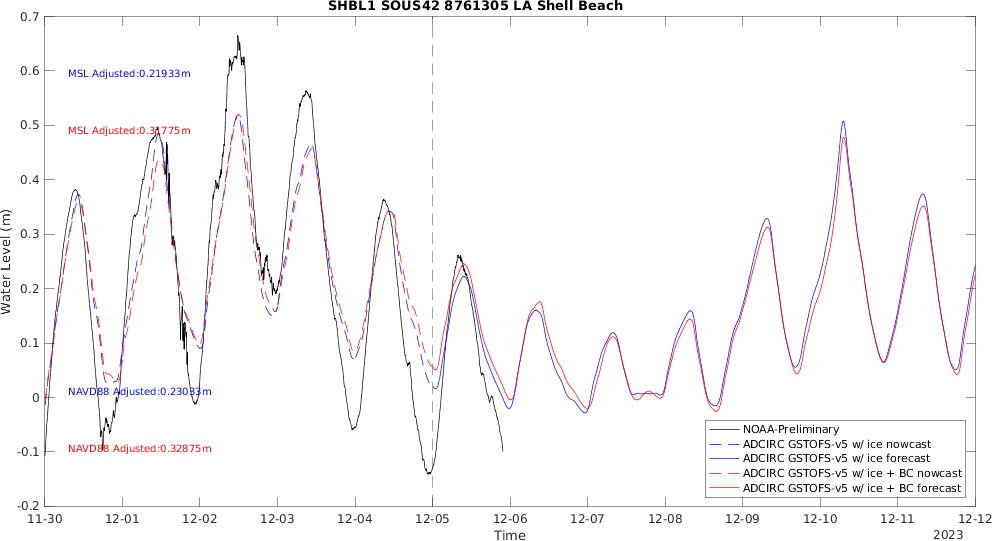 SHBL1 SOUS42 8761305 LA Shell Beach
Water Level (m)
0.7
0.6
0.5
0.4
0.3
0.2
0.1
0
-0.1
-0.2
MSL Adjusted:0.21933m
MSL Adjusted:0.31775m
NAVD88 Adjusted:0.23033m
NAVD88 Adjusted:0.32875m
NOAA-Preliminary
ADCIRC GSTOFS-v5 w/ ice nowcast
ADCIRC GSTOFS-v5 w/ ice forecast
ADCIRC GSTOFS-v5 w/ ice + BC nowcast
ADCIRC GSTOFS-v5 w/ ice + BC forecast
11-30 12-01 12-02 12-03 12-04 12-05 12-06 12-07 12-08 12-09 12-10 12-11 12-12
Time
2023